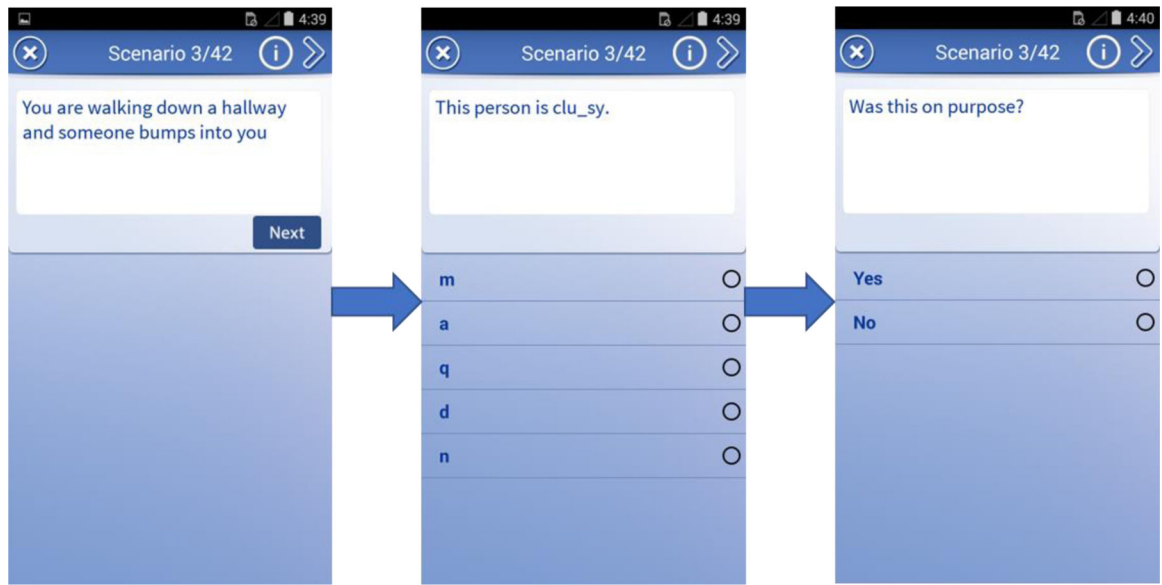 4:39
Scenario 3/42
You are walking down a hallway
and someone bumps into you
Next
4:39
Scenario 3/42
This person is clu_sy.
m
a
q
d
n
4:40
Scenario 3/42
Was this on purpose?
Yes
No